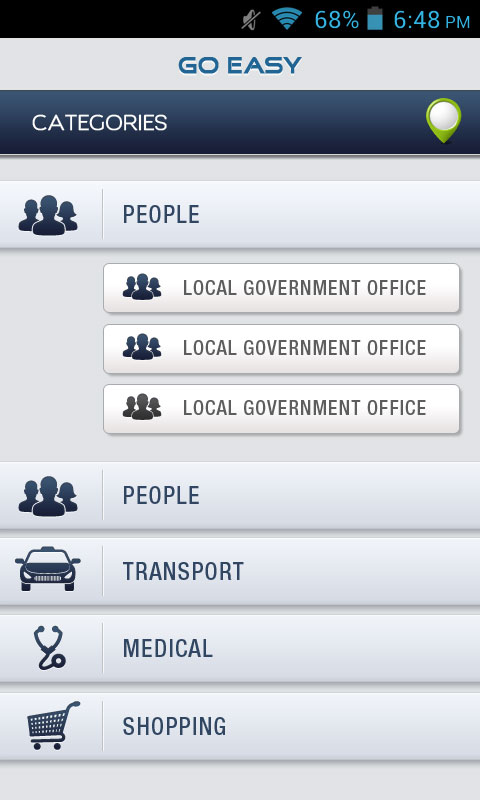 68% 6:48 PM
GO EASY
CATEGORIES
PEOPLE
LOCAL GOVERNMENT OFFICE
LOCAL GOVERNMENT OFFICE
LOCAL GOVERNMENT OFFICE
PEOPLE
TRANSPORT
MEDICAL
SHOPPING